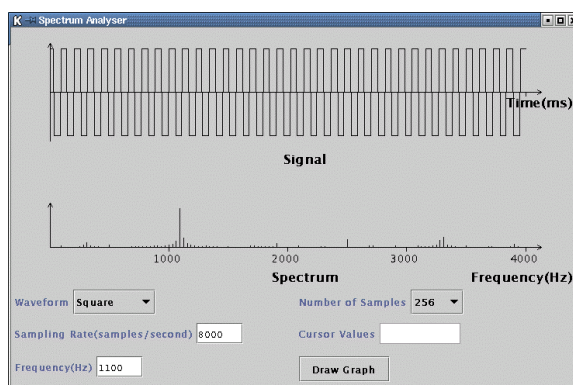 Spectrum Analyser
Time(ms)
Signal
1000 2000 3000 4000
Spectrum Frequency(Hz)
Waveform Square Number of Samples 256
Sampling Rate(samples/second) 8000 Cursor Values
Frequency(Hz) 1100 Draw Graph